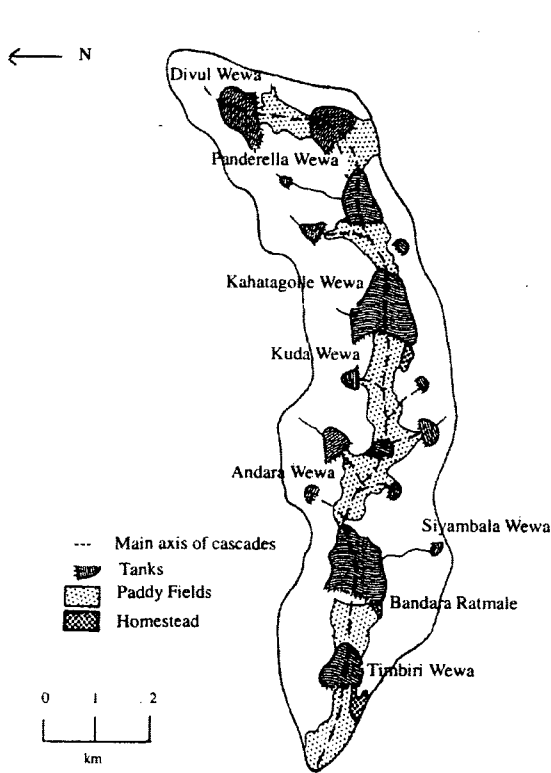 N
Divul Wewa
Panderella Wewa
Kahatagolle Wewa
Kuda Wewa
Andara Wewa
Siyambala Wewa
Main axis of cascades
Tanks
Paddy Fields
Bandara Ratmale
Homestead
Timbiri Wewa
0 1 2
km